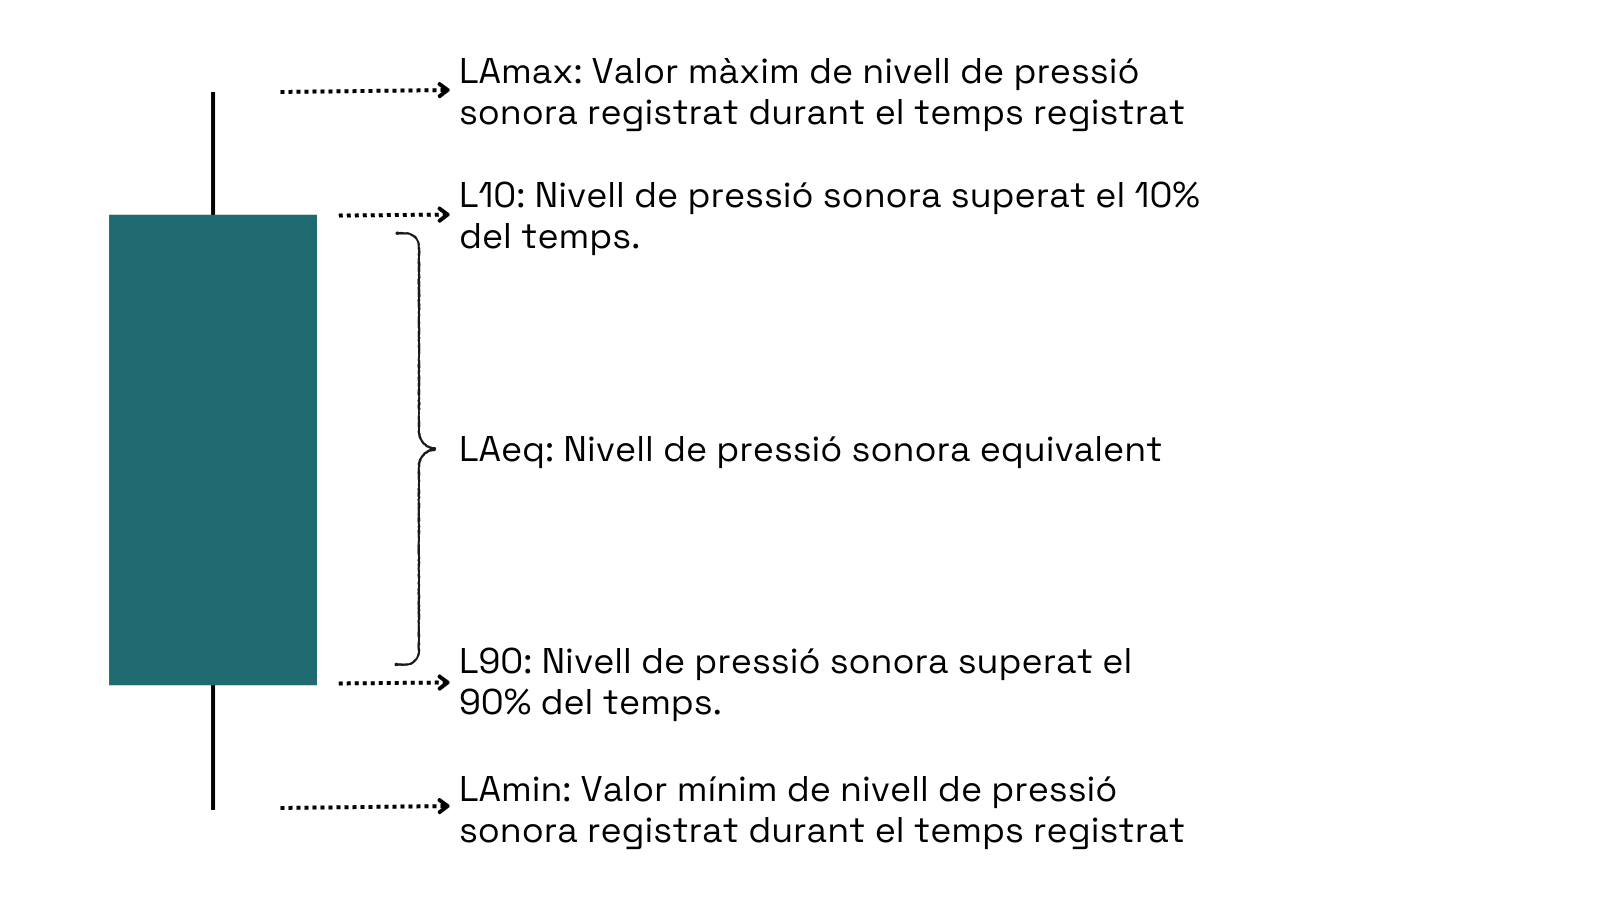 LAmax: Valor màxim de nivell de pressió
sonora registrat durant el temps registrat
L10: Nivell de pressió sonora superat el 10%
del temps.
LAeq: Nivell de pressió sonora equivalent
L90: Nivell de pressió sonora superat el
90% del temps.
LAmin: Valor mínim de nivell de pressió
sonora registrat durant el temps registrat